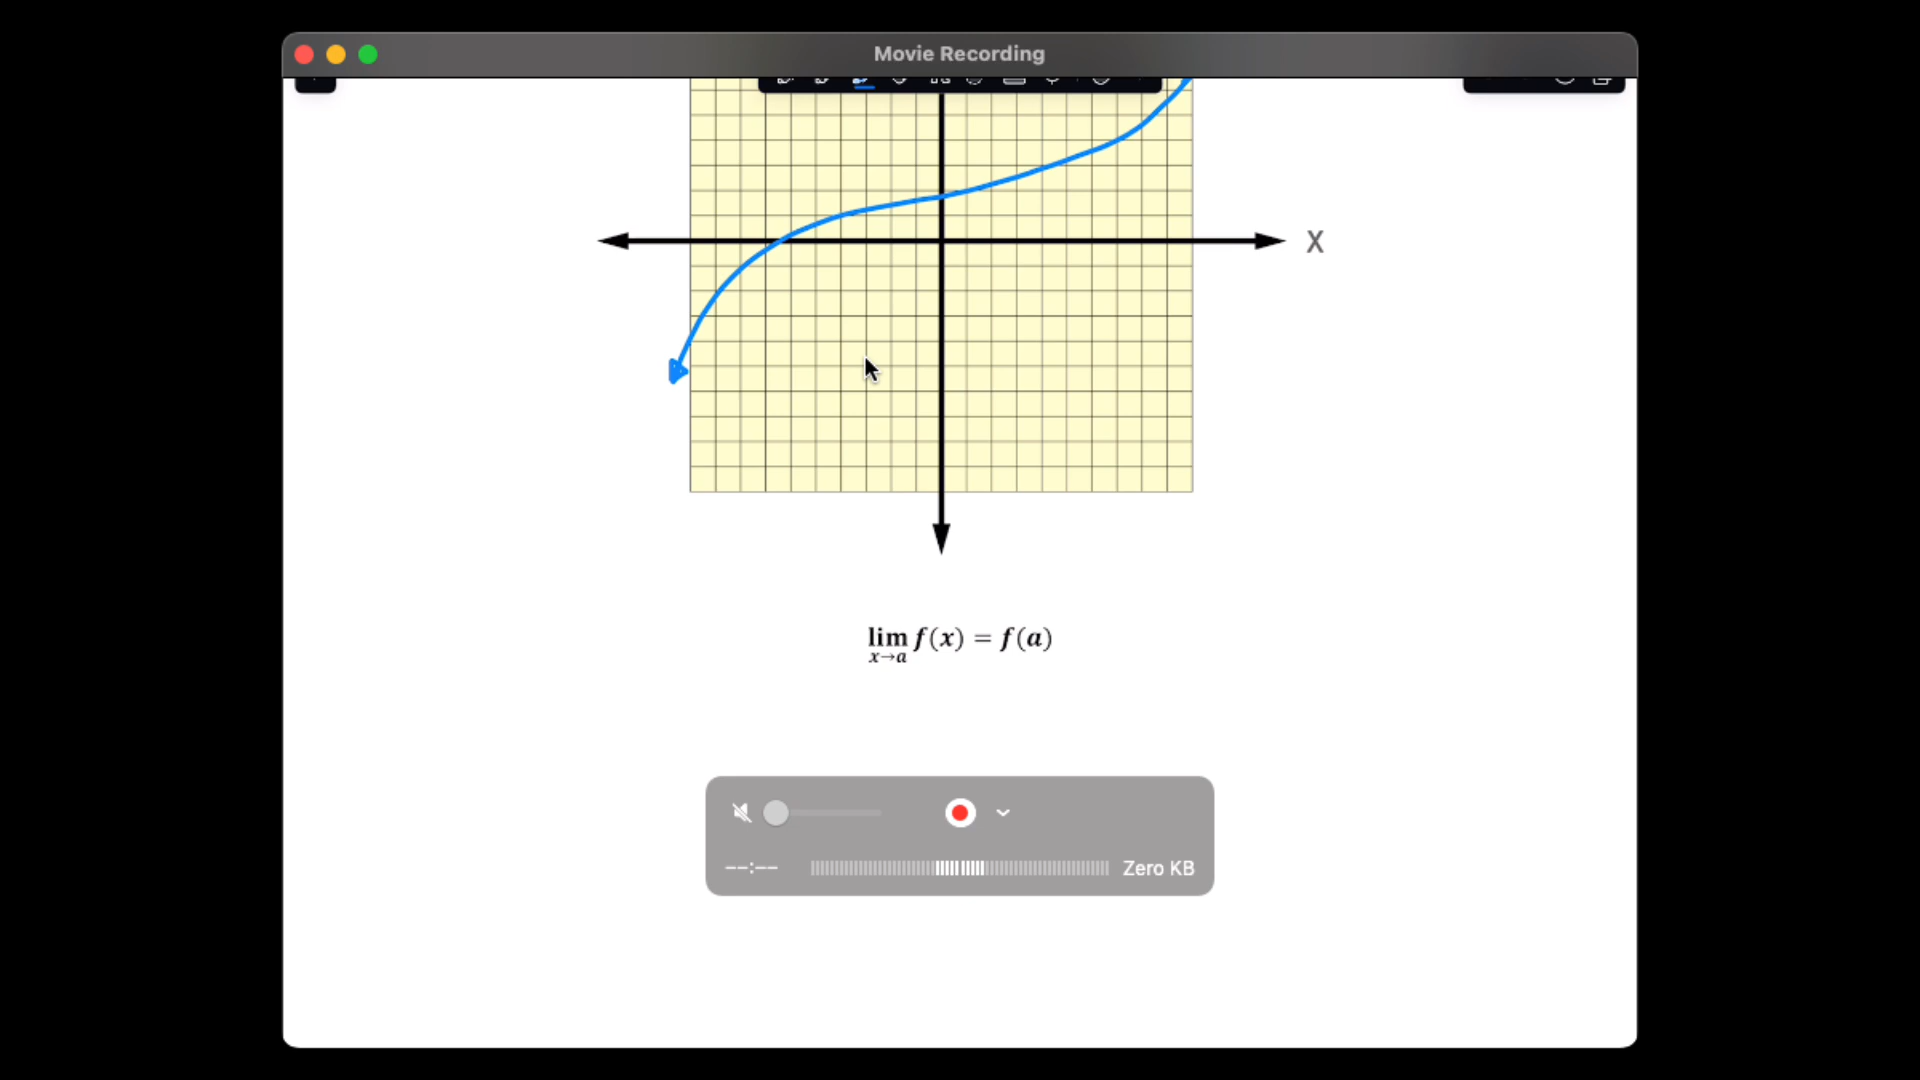 Movie Recording
X
lim f(x) = f(a)
x→a
--:-- Zero KB